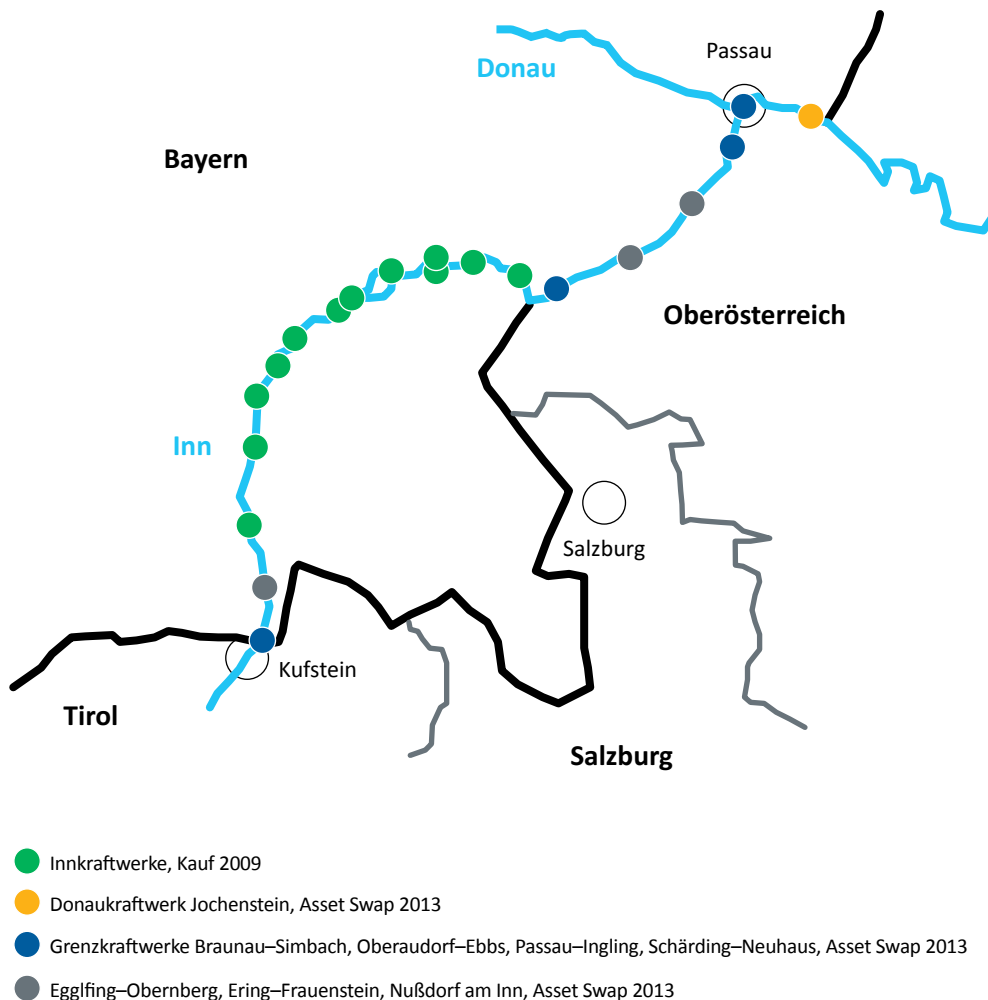 Passau
Donau
Bayern
Oberösterreich
Inn
Salzburg
Kufstein
Tirol
Salzburg
Innkraftwerke, Kauf 2009
Donaukraftwerk Jochenstein, Asset Swap 2013
Grenzkraftwerke Braunau–Simbach, Oberaudorf–Ebbs, Passau–Ingling, Schärding–Neuhaus, Asset Swap 2013
Egglfing–Obernberg, Ering–Frauenstein, Nußdorf am Inn, Asset Swap 2013